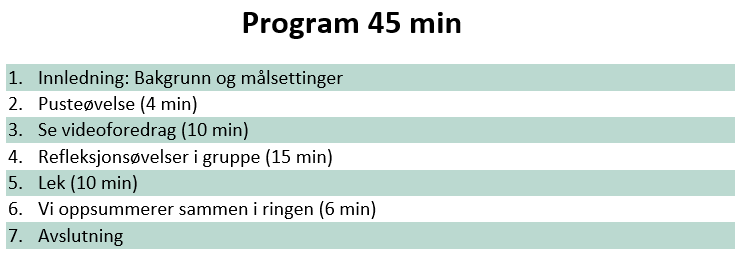 Program 45 min
1. Innledning: Bakgrunn og målsettinger
2. Pusteøvelse (4 min)
3. Se videoforedrag (10 min)
4. Refleksjonsøvelser i gruppe (15 min)
5. Lek (10 min)
6. Vi oppsummerer sammen i ringen (6 min)
7. Avslutning